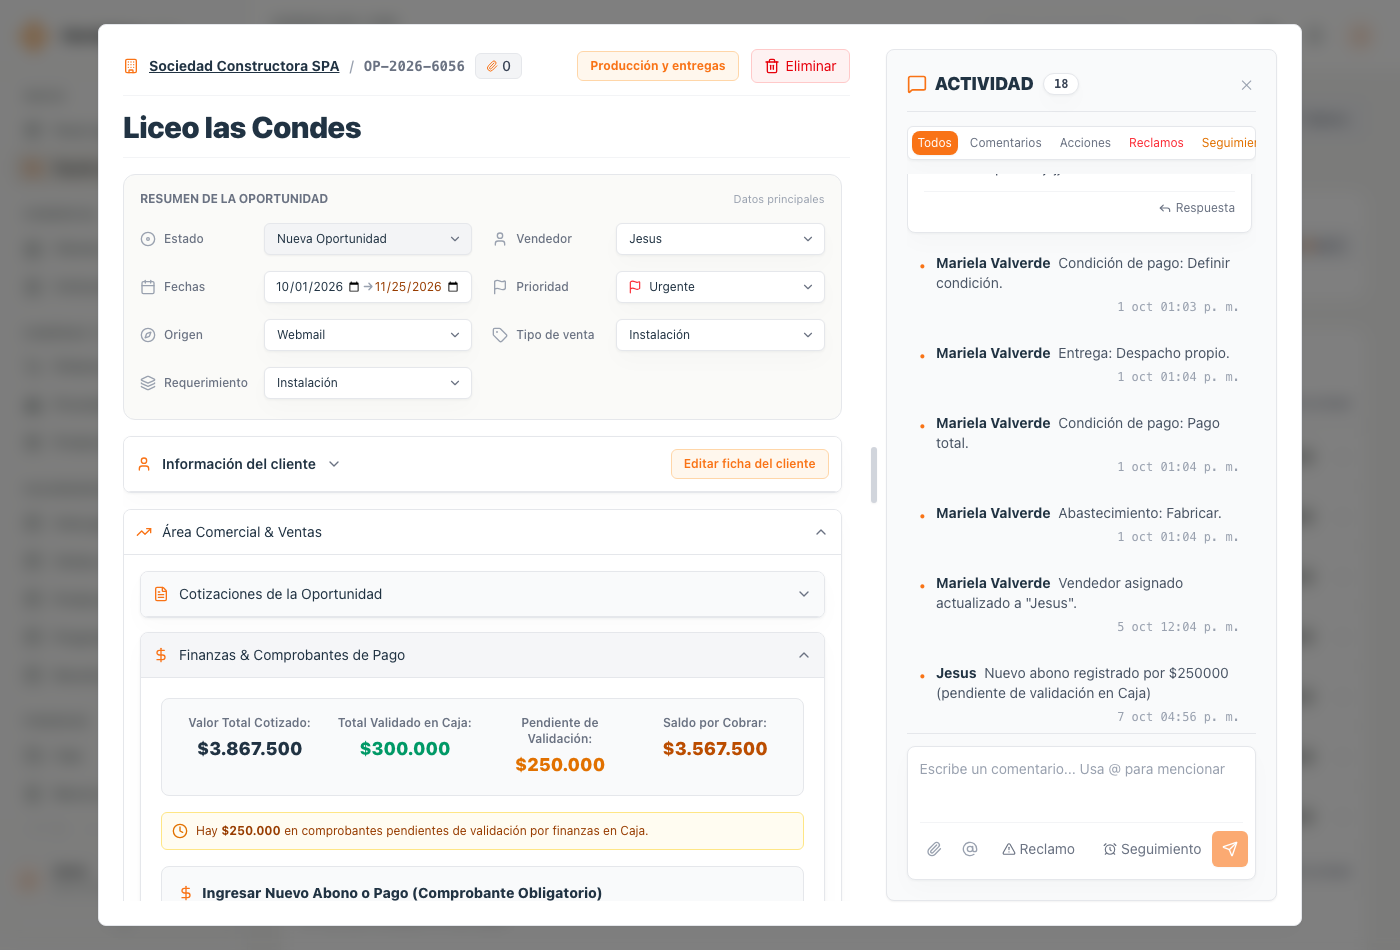 Sociedad Constructora SPA / OP-2026-6056 0 Producción y entregas Eliminar
Liceo las Condes
RESUMEN DE LA OPORTUNIDAD Datos principales
Estado Nueva Oportunidad Vendedor Jesus
Fechas 10/01/2026 → 11/25/2026 Prioridad Urgente
Origen Webmail Tipo de venta Instalación
Requerimiento Instalación
Información del cliente Editar ficha del cliente
Área Comercial & Ventas
Cotizaciones de la Oportunidad
Finanzas & Comprobantes de Pago
Valor Total Cotizado:
$3.867.500
Total Validado en Caja:
$300.000
Pendiente de
Validación:
$250.000
Saldo por Cobrar:
$3.567.500
Hay $250.000 en comprobantes pendientes de validación por finanzas en Caja.
Ingresar Nuevo Abono o Pago (Comprobante Obligatorio)
ACTIVIDAD 18
Todos Comentarios Acciones Reclamos Seguimien
Respuesta
Mariela Valverde Condición de pago: Definir
condición.
1 oct 01:03 p. m.
Mariela Valverde Entrega: Despacho propio.
1 oct 01:04 p. m.
Mariela Valverde Condición de pago: Pago
total.
1 oct 01:04 p. m.
Mariela Valverde Abastecimiento: Fabricar.
1 oct 01:04 p. m.
Mariela Valverde Vendedor asignado
actualizado a "Jesus".
5 oct 12:04 p. m.
Jesus Nuevo abono registrado por $250000
(pendiente de validación en Caja)
7 oct 04:56 p. m.
Escribe un comentario... Usa @ para mencionar
@ Reclamo Seguimiento